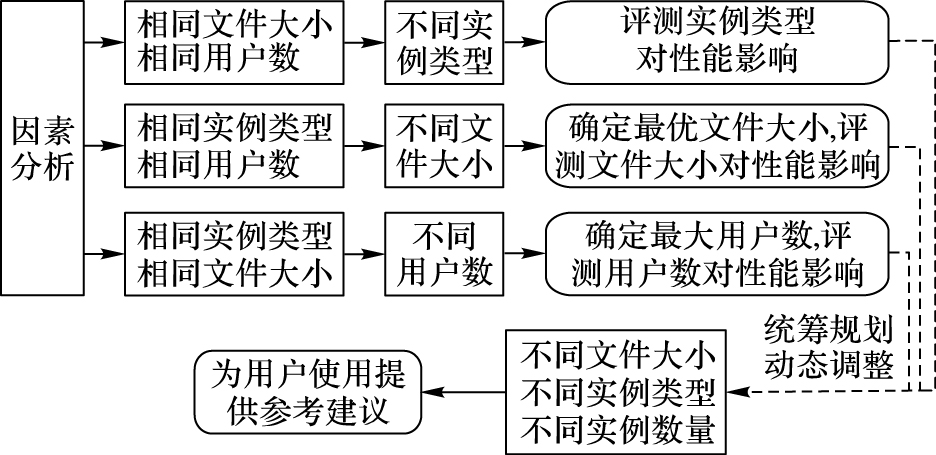 因素
分析
相同文件大小
相同用户数
不同实
例类型
评测实例类型
对性能影响
相同实例类型
相同用户数
不同文
件大小
确定最优文件大小,评
测文件大小对性能影响
相同实例类型
相同文件大小
不同
用户数
确定最大用户数,评
测用户数对性能影响
统筹规划
动态调整
不同文件大小
不同实例类型
不同实例数量
为用户使用提
供参考建议